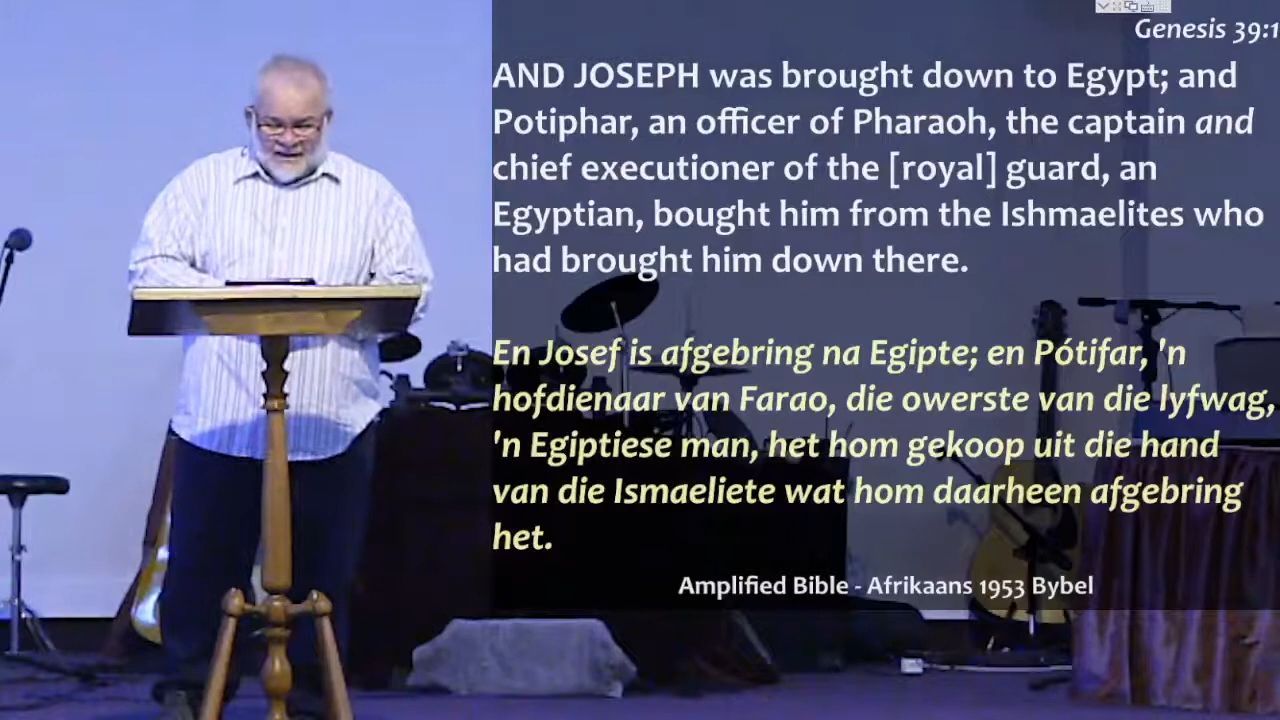 Genesis 39:1
AND JOSEPH was brought down to Egypt; and
Potiphar, an officer of Pharaoh, the captain and
chief executioner of the [royal] guard, an
Egyptian, bought him from the Ishmaelites who
had brought him down there.
En Josef is afgebring na Egipte; en Pótifar, 'n
hofdienaar van Farao, die owerste van die lyfwag,
'n Egiptiese man, het hom gekoop uit die hand
van die Ismaeliete wat hom daarheen afgebring
het.
Amplified Bible - Afrikaans 1953 Bybel